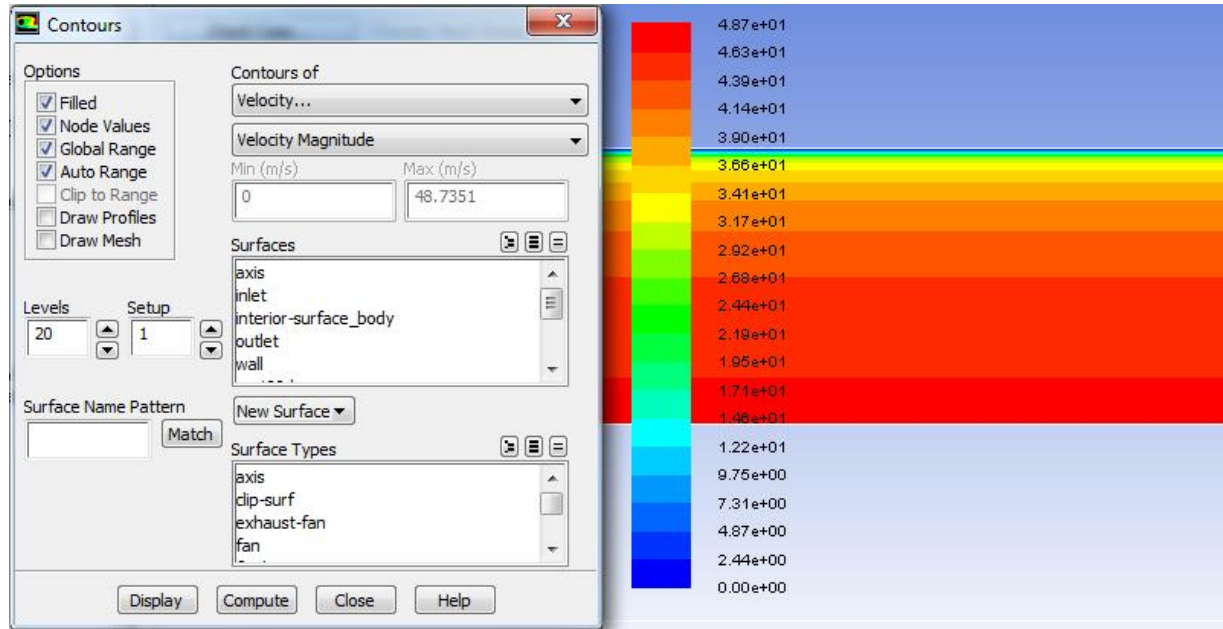 Contours
Options
Filled
Node Values
Global Range
Auto Range
Clip to Range
Draw Profiles
Draw Mesh
Levels
Setup
20
1
Surface Name Pattern
Match
Contours of
Velocity...
Velocity Magnitude
Min (m/s)
Max (m/s)
0
48.7351
Surfaces
axis
inlet
interior-surface_body
outlet
wall
New Surface
Surface Types
axis
clip-surf
exhaust-fan
fan
Display
Compute
Close
Help
4.87e+01
4.63e+01
4.39e+01
4.14e+01
3.90e+01
3.66e+01
3.41e+01
3.17e+01
2.92e+01
2.68e+01
2.44e+01
2.19e+01
1.95e+01
1.71e+01
1.46e+01
1.22e+01
9.75e+00
7.31e+00
4.87e+00
2.44e+00
0.00e+00